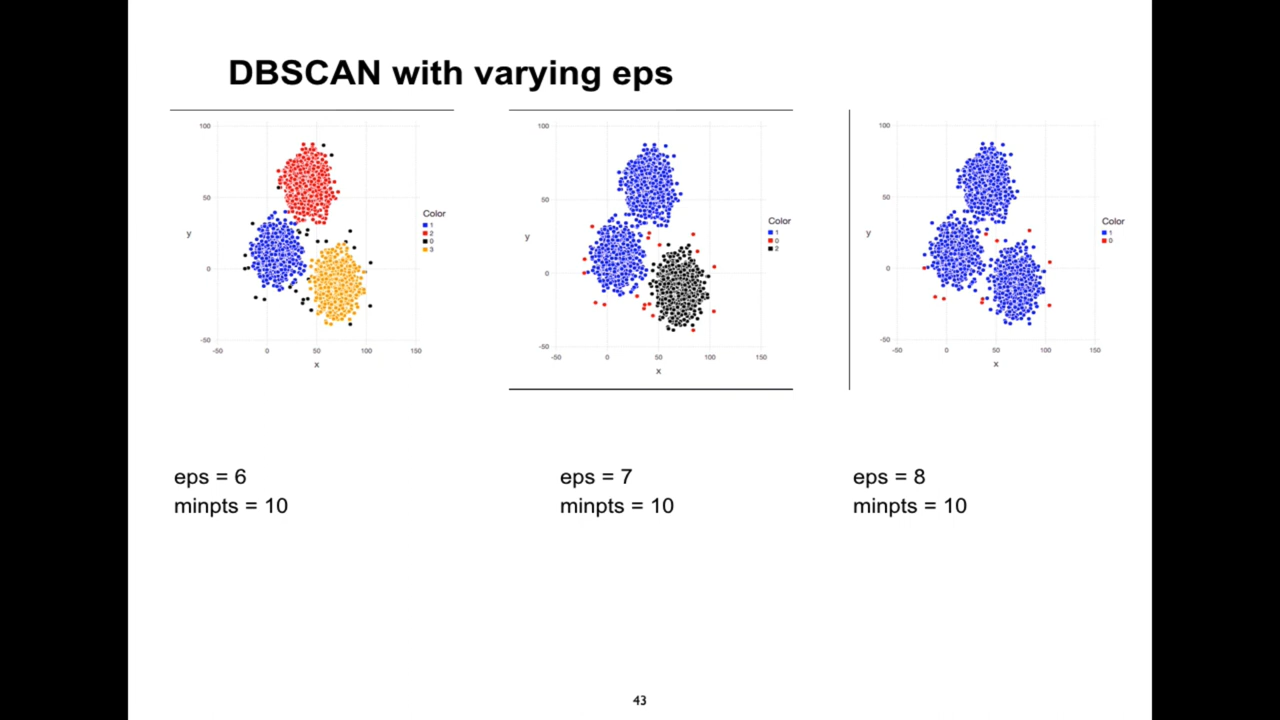 DBSCAN with varying eps
100
50
0
-50
y
-50 0 50 100 150
x
Color
1
2
0
3
100
50
0
-50
y
-50 0 50 100 150
x
Color
1
0
2
100
50
0
-50
y
-50 0 50 100 150
x
Color
1
0
eps = 6
minpts = 10
eps = 7
minpts = 10
eps = 8
minpts = 10
43